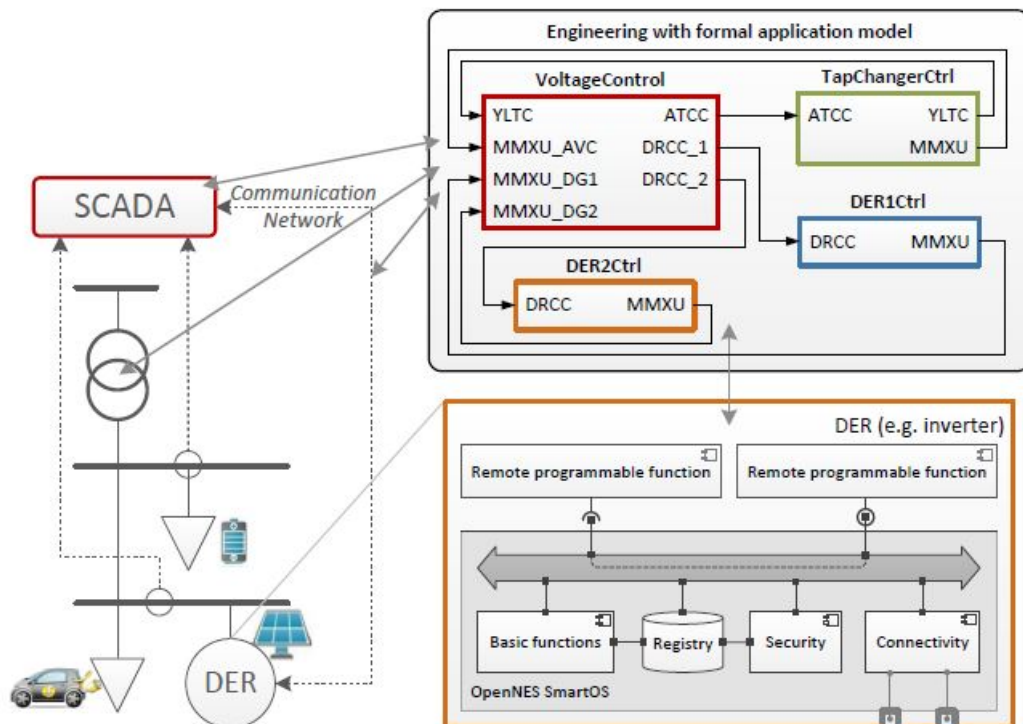 Engineering with formal application model
VoltageControl
TapChangerCtrl
YLTC
ATCC
MMXU_AVC
DRCC_1
MMXU_DG1
DRCC_2
MMXU_DG2
ATCC
YLTC
MMXU
DER1Ctrl
DRCC
MMXU
DER2Ctrl
DRCC
MMXU
SCADA
Communication
Network
DER
DER (e.g. inverter)
Remote programmable function
Remote programmable function
Basic functions
Registry
Security
Connectivity
OpenNES SmartOS